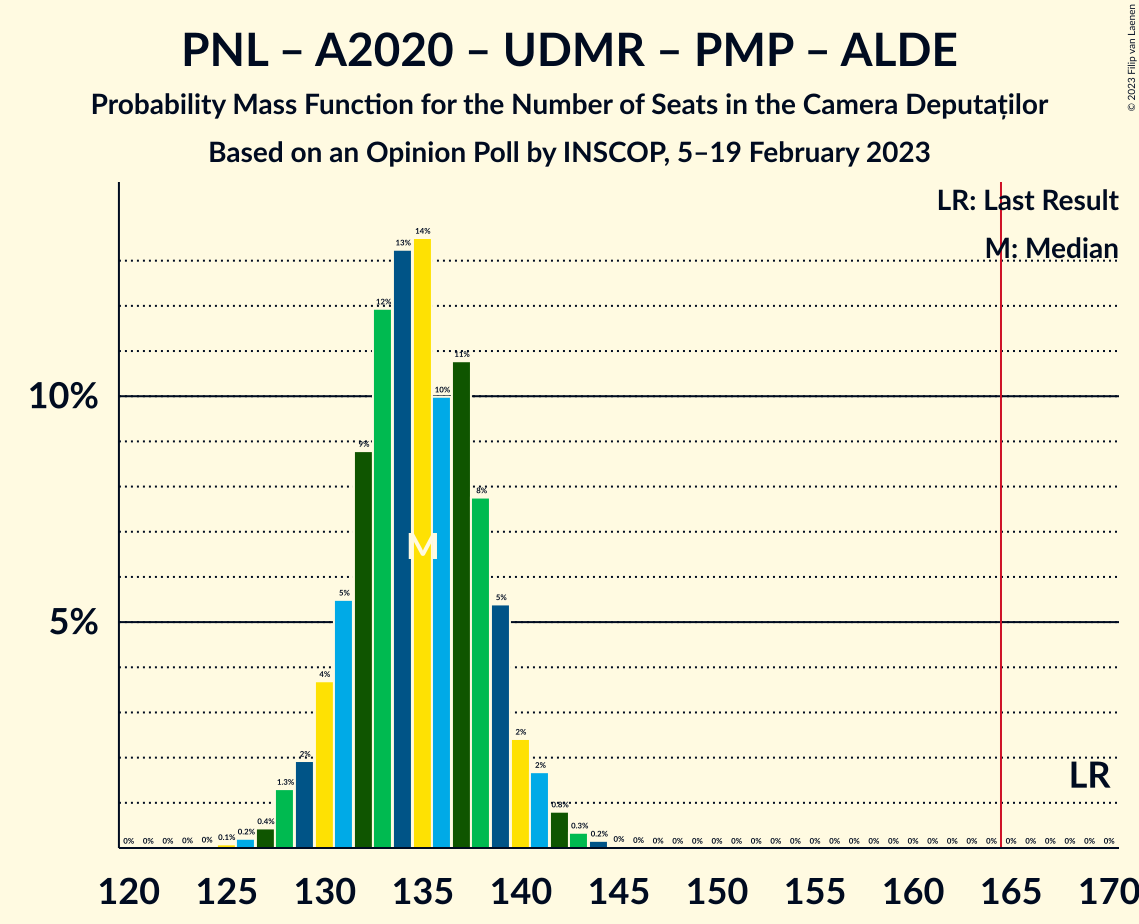 PNL – A2020 – UDMR – PMP – ALDE
Probability Mass Function for the Number of Seats in the Camera Deputaților
Based on an Opinion Poll by INSCOP, 5–19 February 2023
© 2023 Filip van Laenen
LR: Last Result
M: Median
10%
5%
0% 0% 0% 0% 0% 0.1% 0.2% 0.4% 1.3% 2% 4% 5% 9% 12% 13% 14% 10% 11% 8% 5% 2% 2% 0.8% 0.3% 0.2% 0% 0% 0% 0% 0% 0% 0% 0% 0% 0% 0% 0% 0% 0% 0% 0% 0% 0% 0% 0% 0% 0% 0% 0% 0% 0%
M
LR
120 125 130 135 140 145 150 155 160 165 170